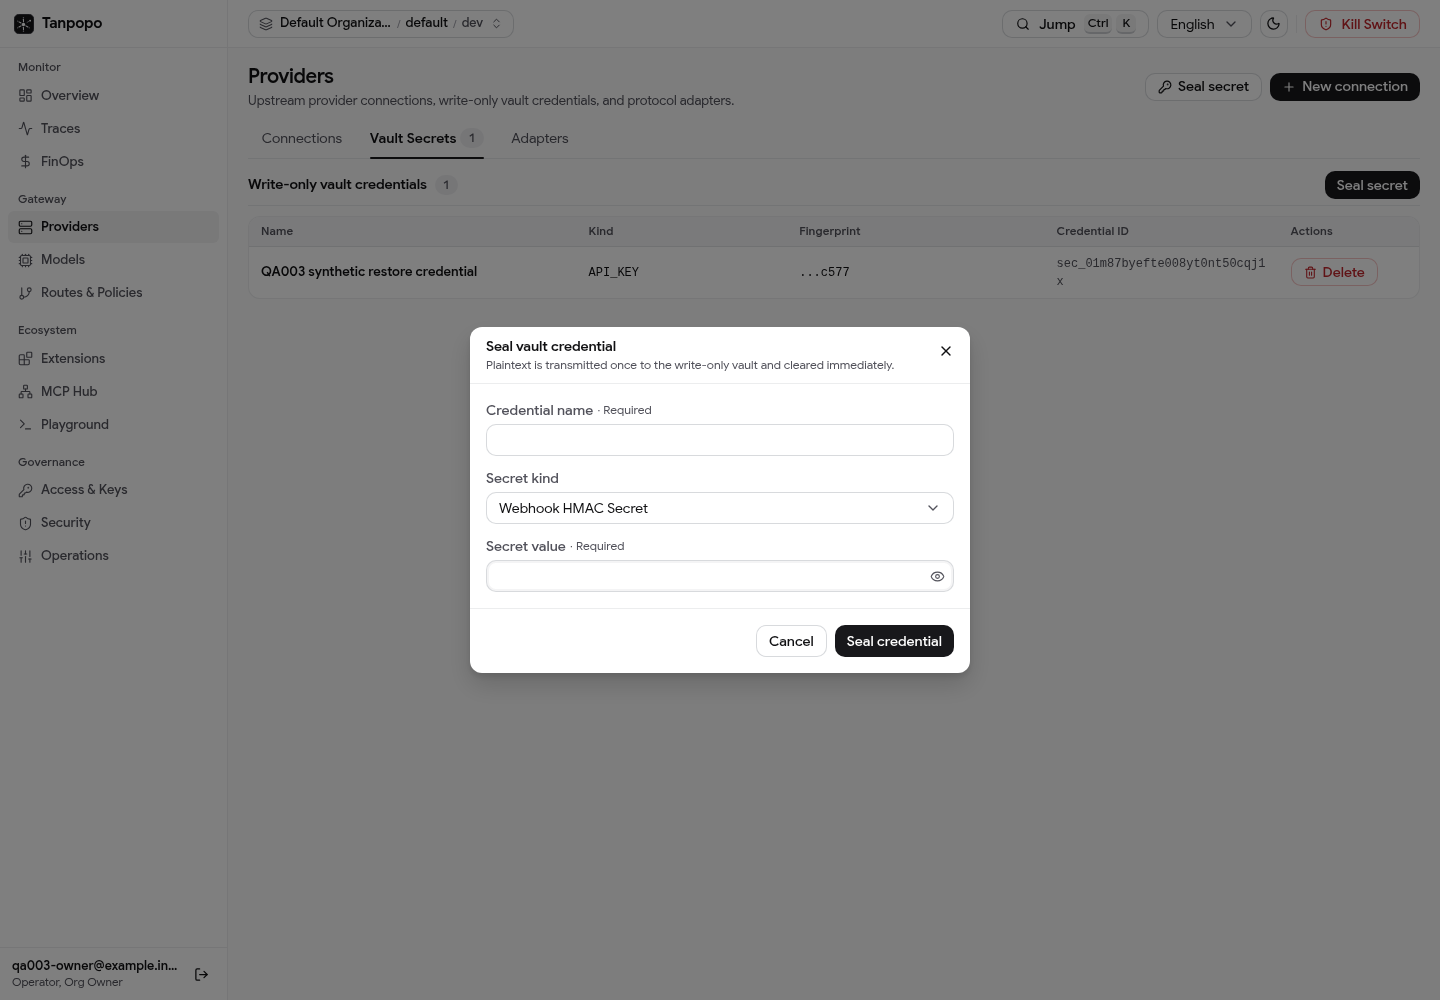 Tanpopo
Default Organiza... / default / dev
Jump Ctrl K
English
Kill Switch
Monitor
Overview
Traces
FinOps
Gateway
Providers
Models
Routes & Policies
Ecosystem
Extensions
MCP Hub
Playground
Governance
Access & Keys
Security
Operations
qa003-owner@example.in...
Operator, Org Owner
Providers
Upstream provider connections, write-only vault credentials, and protocol adapters.
Seal secret
New connection
Connections
Vault Secrets 1
Adapters
Write-only vault credentials 1
Seal secret
Name Kind Fingerprint Credential ID Actions
QA003 synthetic restore credential API_KEY ...c577 sec_01m87byefte008yt0nt50cqj1
x
Delete
Seal vault credential
Plaintext is transmitted once to the write-only vault and cleared immediately.
Credential name · Required
Secret kind
Webhook HMAC Secret
Secret value · Required
Cancel
Seal credential